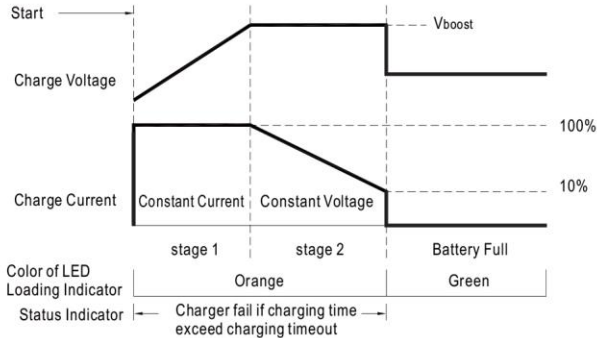 Start
Vboost
Charge Voltage
100%
10%
Charge Current
Constant Current
Constant Voltage
stage 1
stage 2
Battery Full
Color of LED
Loading Indicator
Orange
Green
Status Indicator
Charger fail if charging time
exceed charging timeout